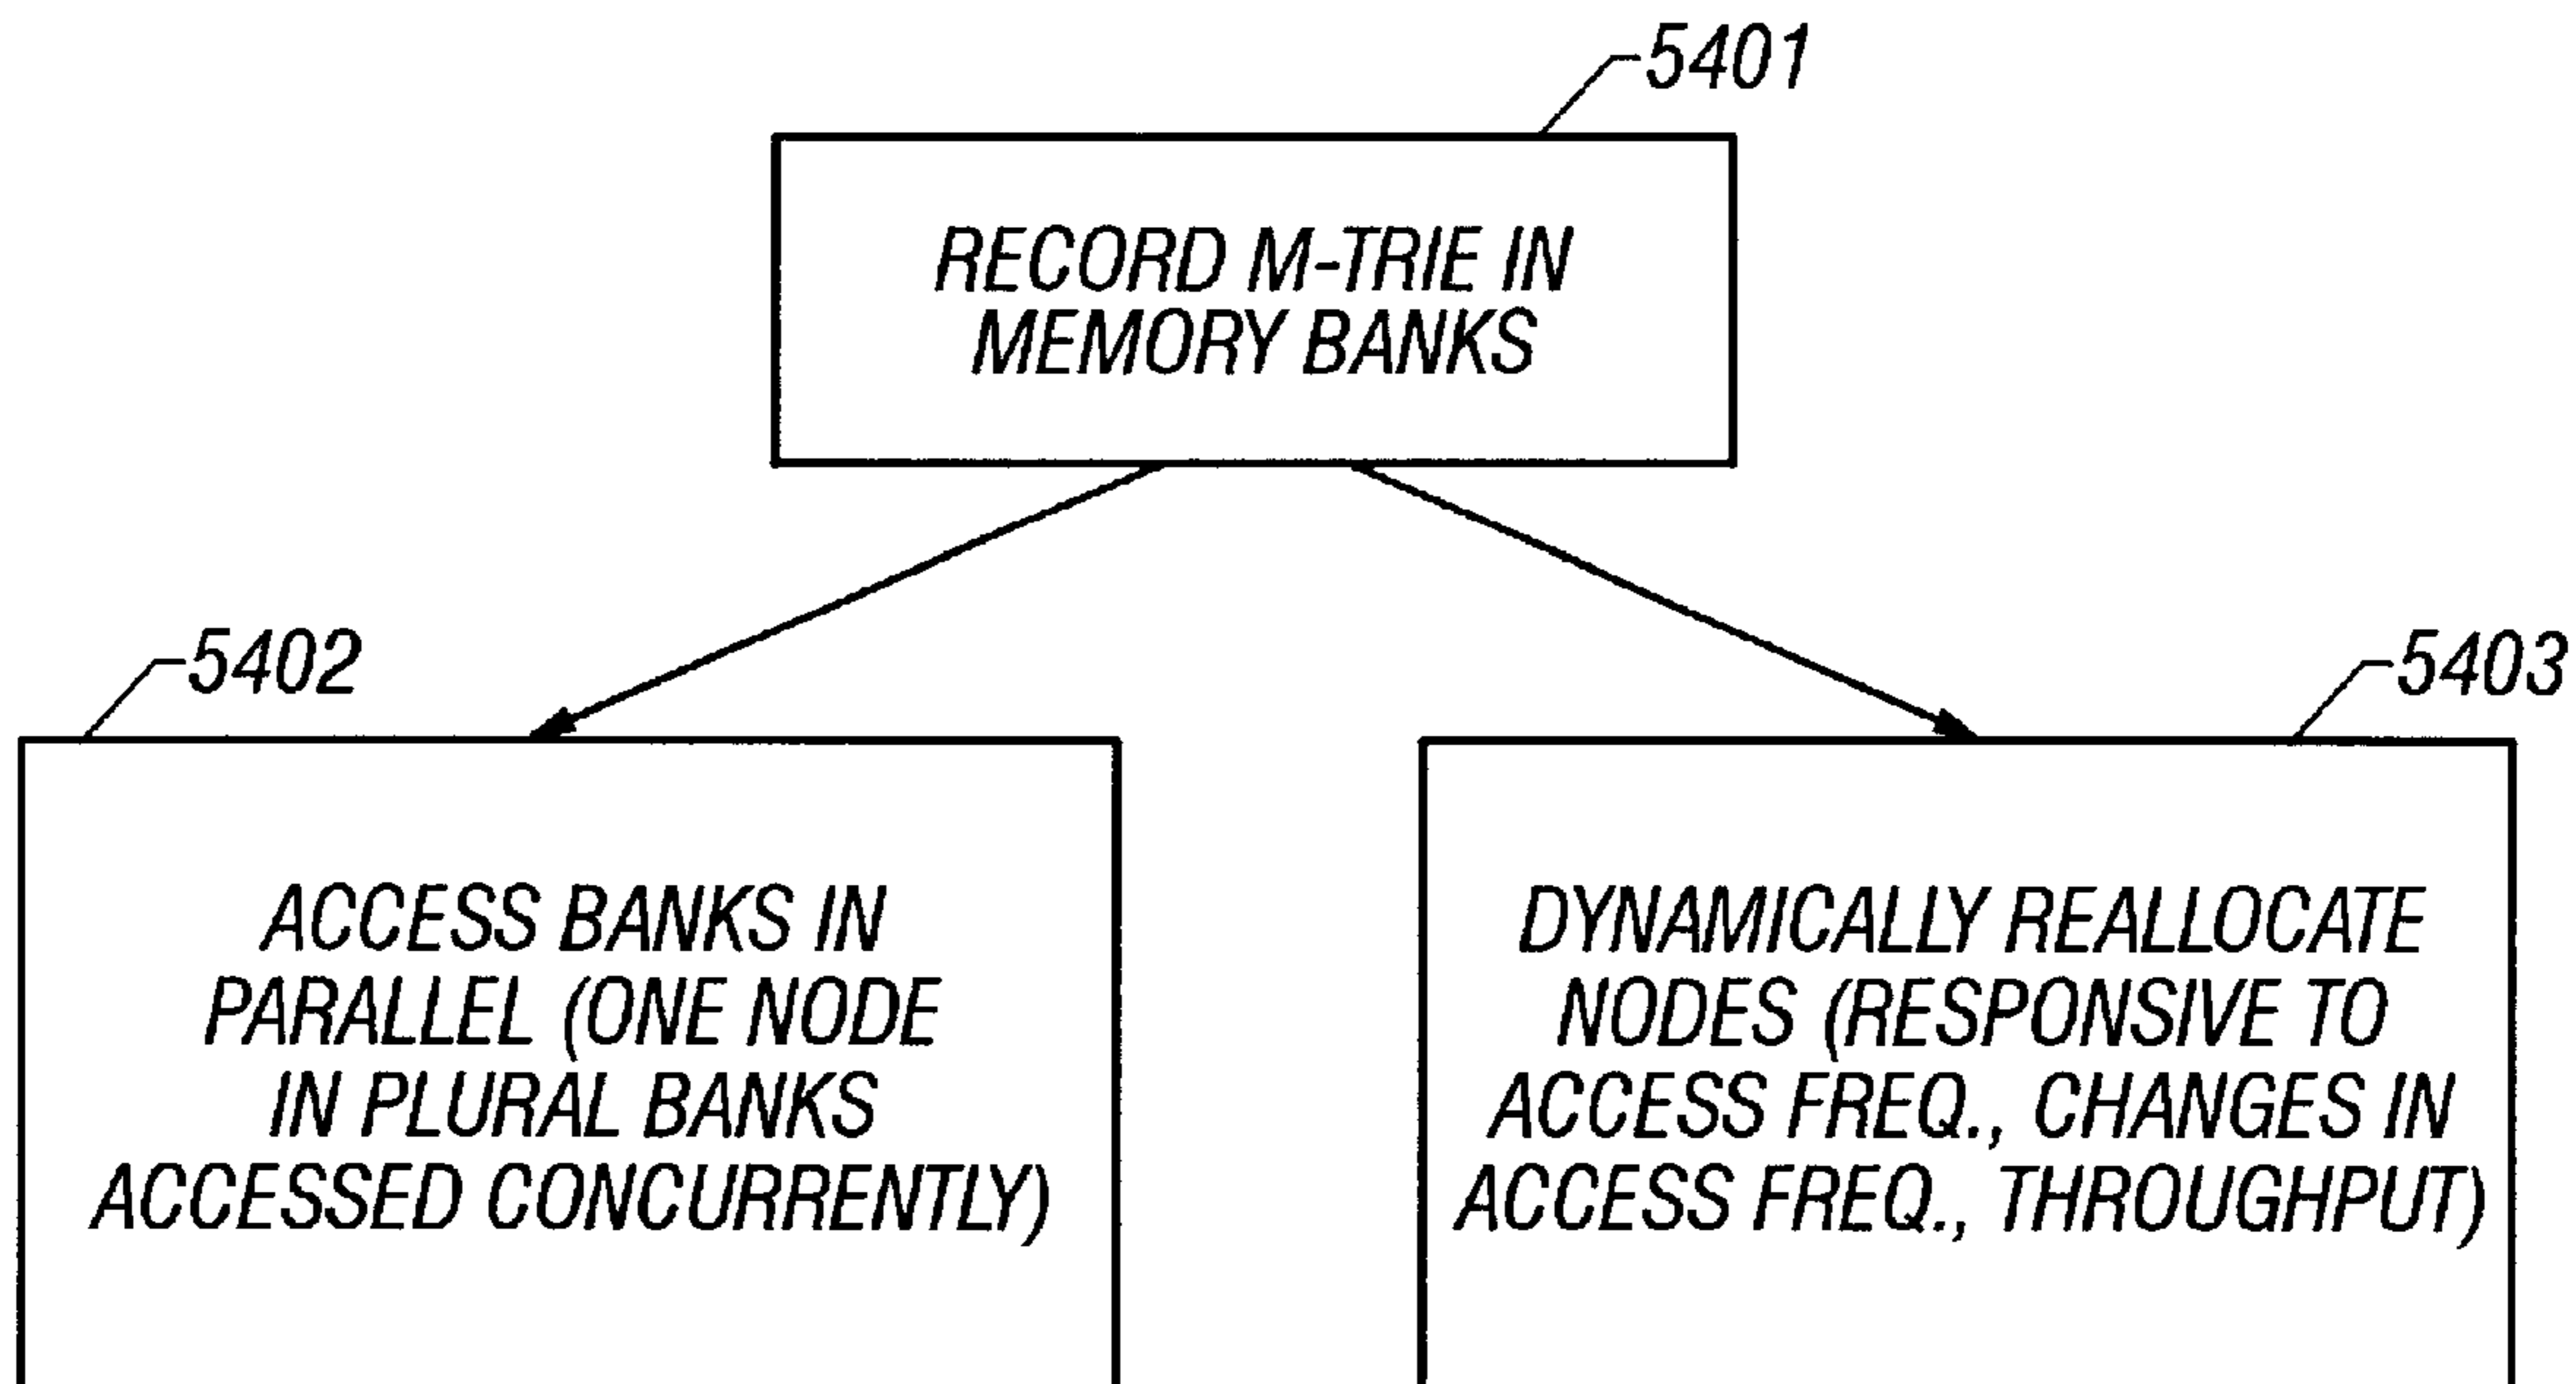 5401
RECORD M-TRIE IN
MEMORY BANKS
5402
ACCESS BANKS IN
PARALLEL (ONE NODE
IN PLURAL BANKS
ACCESSED CONCURRENTLY)
5403
DYNAMICALLY REALLOCATE
NODES (RESPONSIVE TO
ACCESS FREQ., CHANGES IN
ACCESS FREQ., THROUGHPUT)